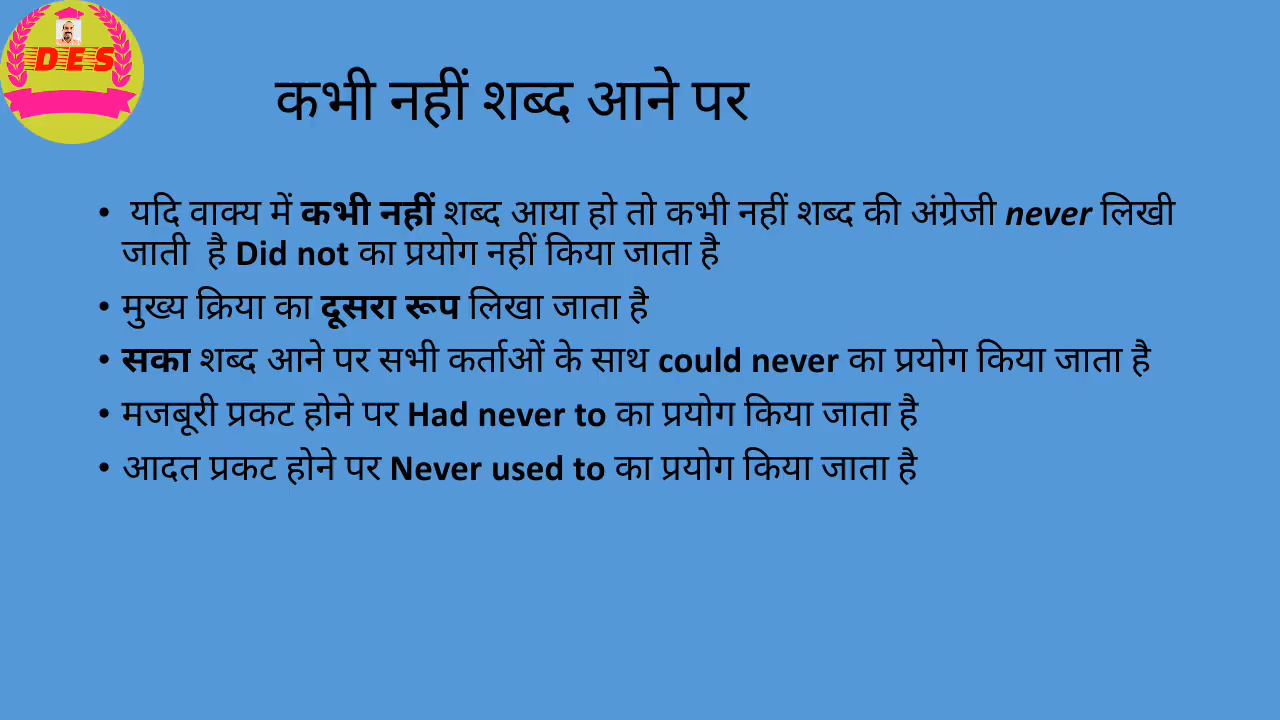 DES
कभी नहीं शब्द आने पर
• यदि वाक्य में कभी नहीं शब्द आया हो तो कभी नहीं शब्द की अंग्रेजी never लिखी
जाती है Did not का प्रयोग नहीं किया जाता है
• मुख्य क्रिया का दूसरा रूप लिखा जाता है
• सका शब्द आने पर सभी कर्ताओं के साथ could never का प्रयोग किया जाता है
• मजबूरी प्रकट होने पर Had never to का प्रयोग किया जाता है
• आदत प्रकट होने पर Never used to का प्रयोग किया जाता है